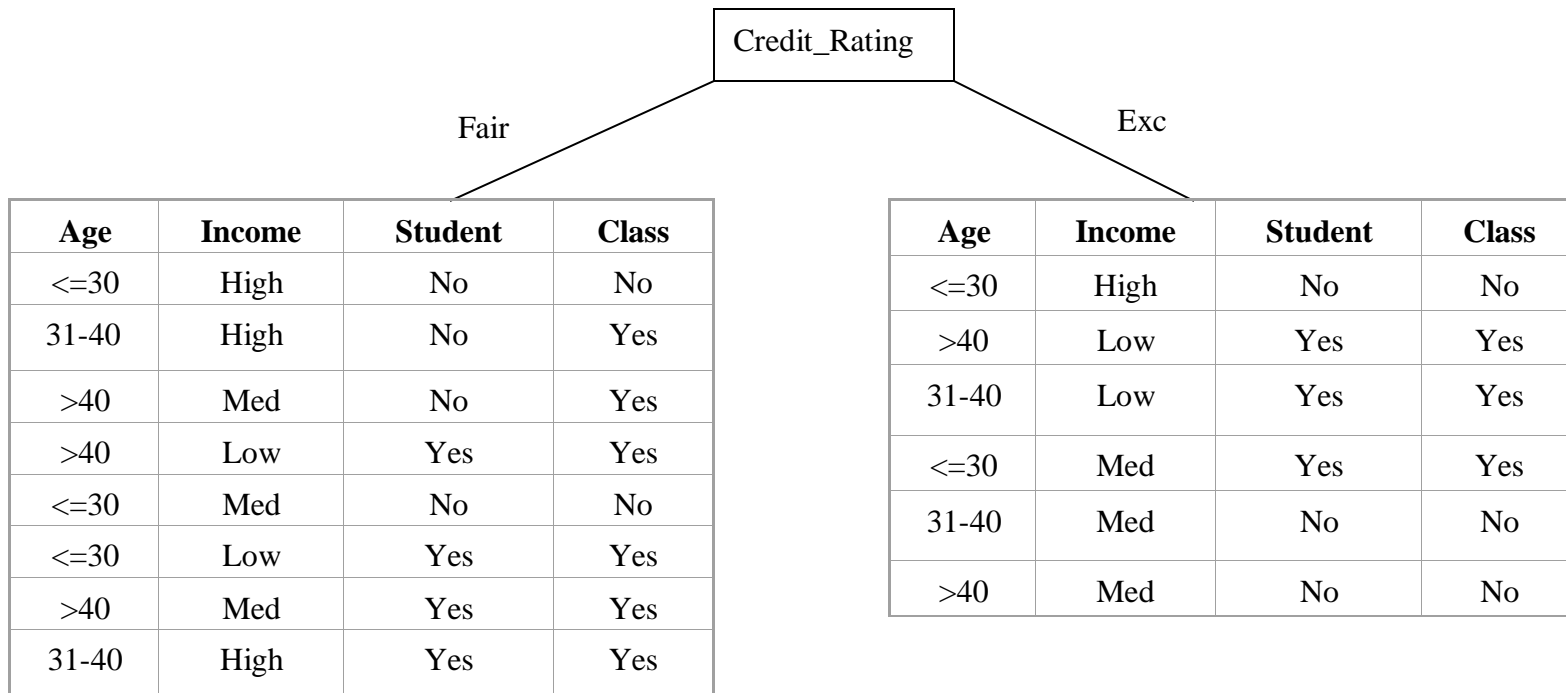 Credit_Rating
Fair
Exc
Age Income Student Class
<=30 High No No
31-40 High No Yes
>40 Med No Yes
>40 Low Yes Yes
<=30 Med No No
<=30 Low Yes Yes
>40 Med Yes Yes
31-40 High Yes Yes
Age Income Student Class
<=30 High No No
>40 Low Yes Yes
31-40 Low Yes Yes
<=30 Med Yes Yes
31-40 Med No No
>40 Med No No